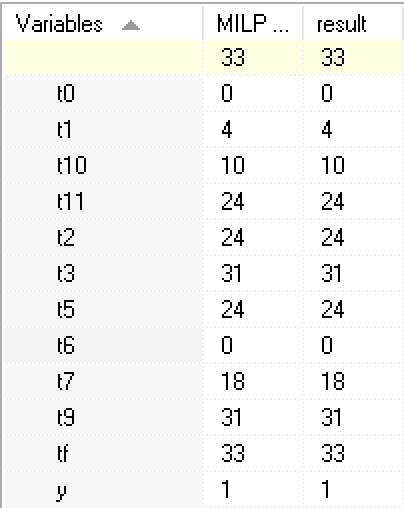 Variables MILP ... result
33 33
t0 0 0
t1 4 4
t10 10 10
t11 24 24
t2 24 24
t3 31 31
t5 24 24
t6 0 0
t7 18 18
t9 31 31
tf 33 33
y 1 1